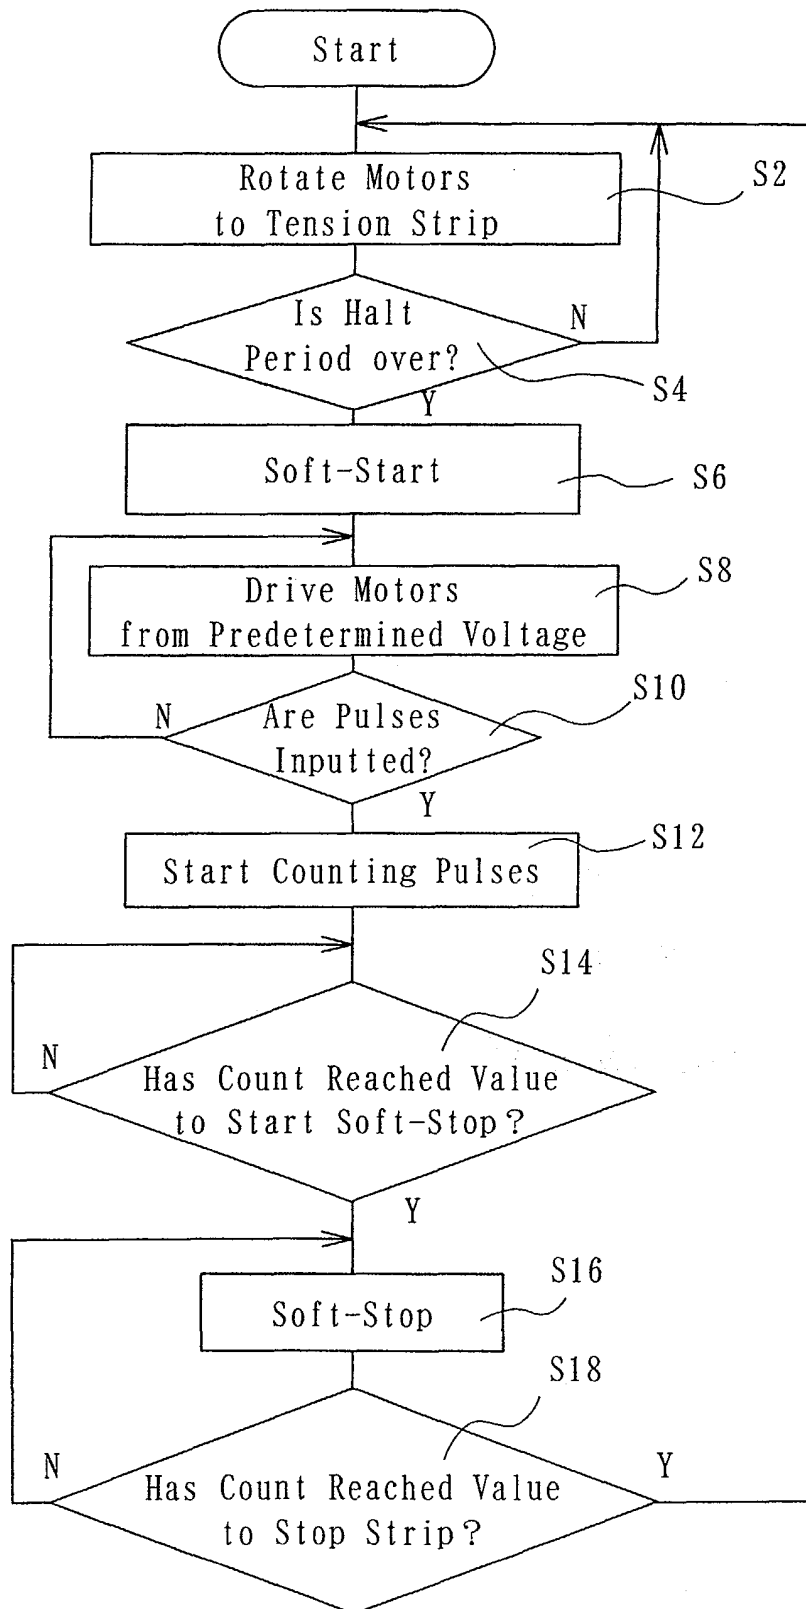 Start
Rotate Motors
to Tension Strip
S2
Is Halt
Period over?
N
S4
Y
Soft-Start
S6
Drive Motors
from Predetermined Voltage
S8
N
Are Pulses
Inputted?
S10
Y
Start Counting Pulses
S12
S14
N
Has Count Reached Value
to Start Soft-Stop?
Y
Soft-Stop
S16
S18
N
Has Count Reached Value
to Stop Strip?
Y